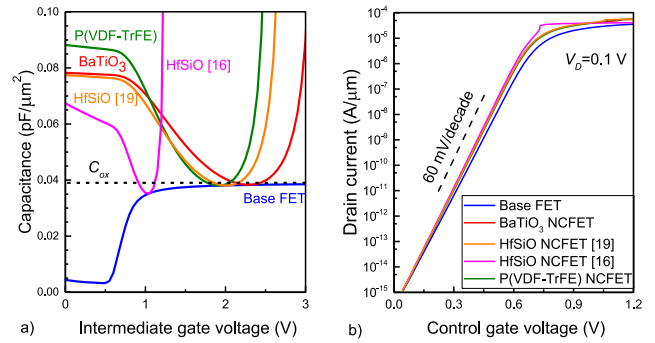 P(VDF-TrFE)
BaTiO3
HfSiO [16]
HfSiO [19]
Cox
Base FET
0.00
0.02
0.04
0.06
0.08
0.10
0
1
2
3
Capacitance (pF/μm²)
Intermediate gate voltage (V)
a)
VD=0.1 V
60 mV/decade
Base FET
BaTiO3 NCFET
HfSiO NCFET [19]
HfSiO NCFET [16]
P(VDF-TrFE) NCFET
10⁻⁴
10⁻⁵
10⁻⁶
10⁻⁷
10⁻⁸
10⁻⁹
10⁻¹⁰
10⁻¹¹
10⁻¹²
10⁻¹³
10⁻¹⁴
10⁻¹⁵
0.0
0.3
0.6
0.9
1.2
Drain current (A/μm)
Control gate voltage (V)
b)